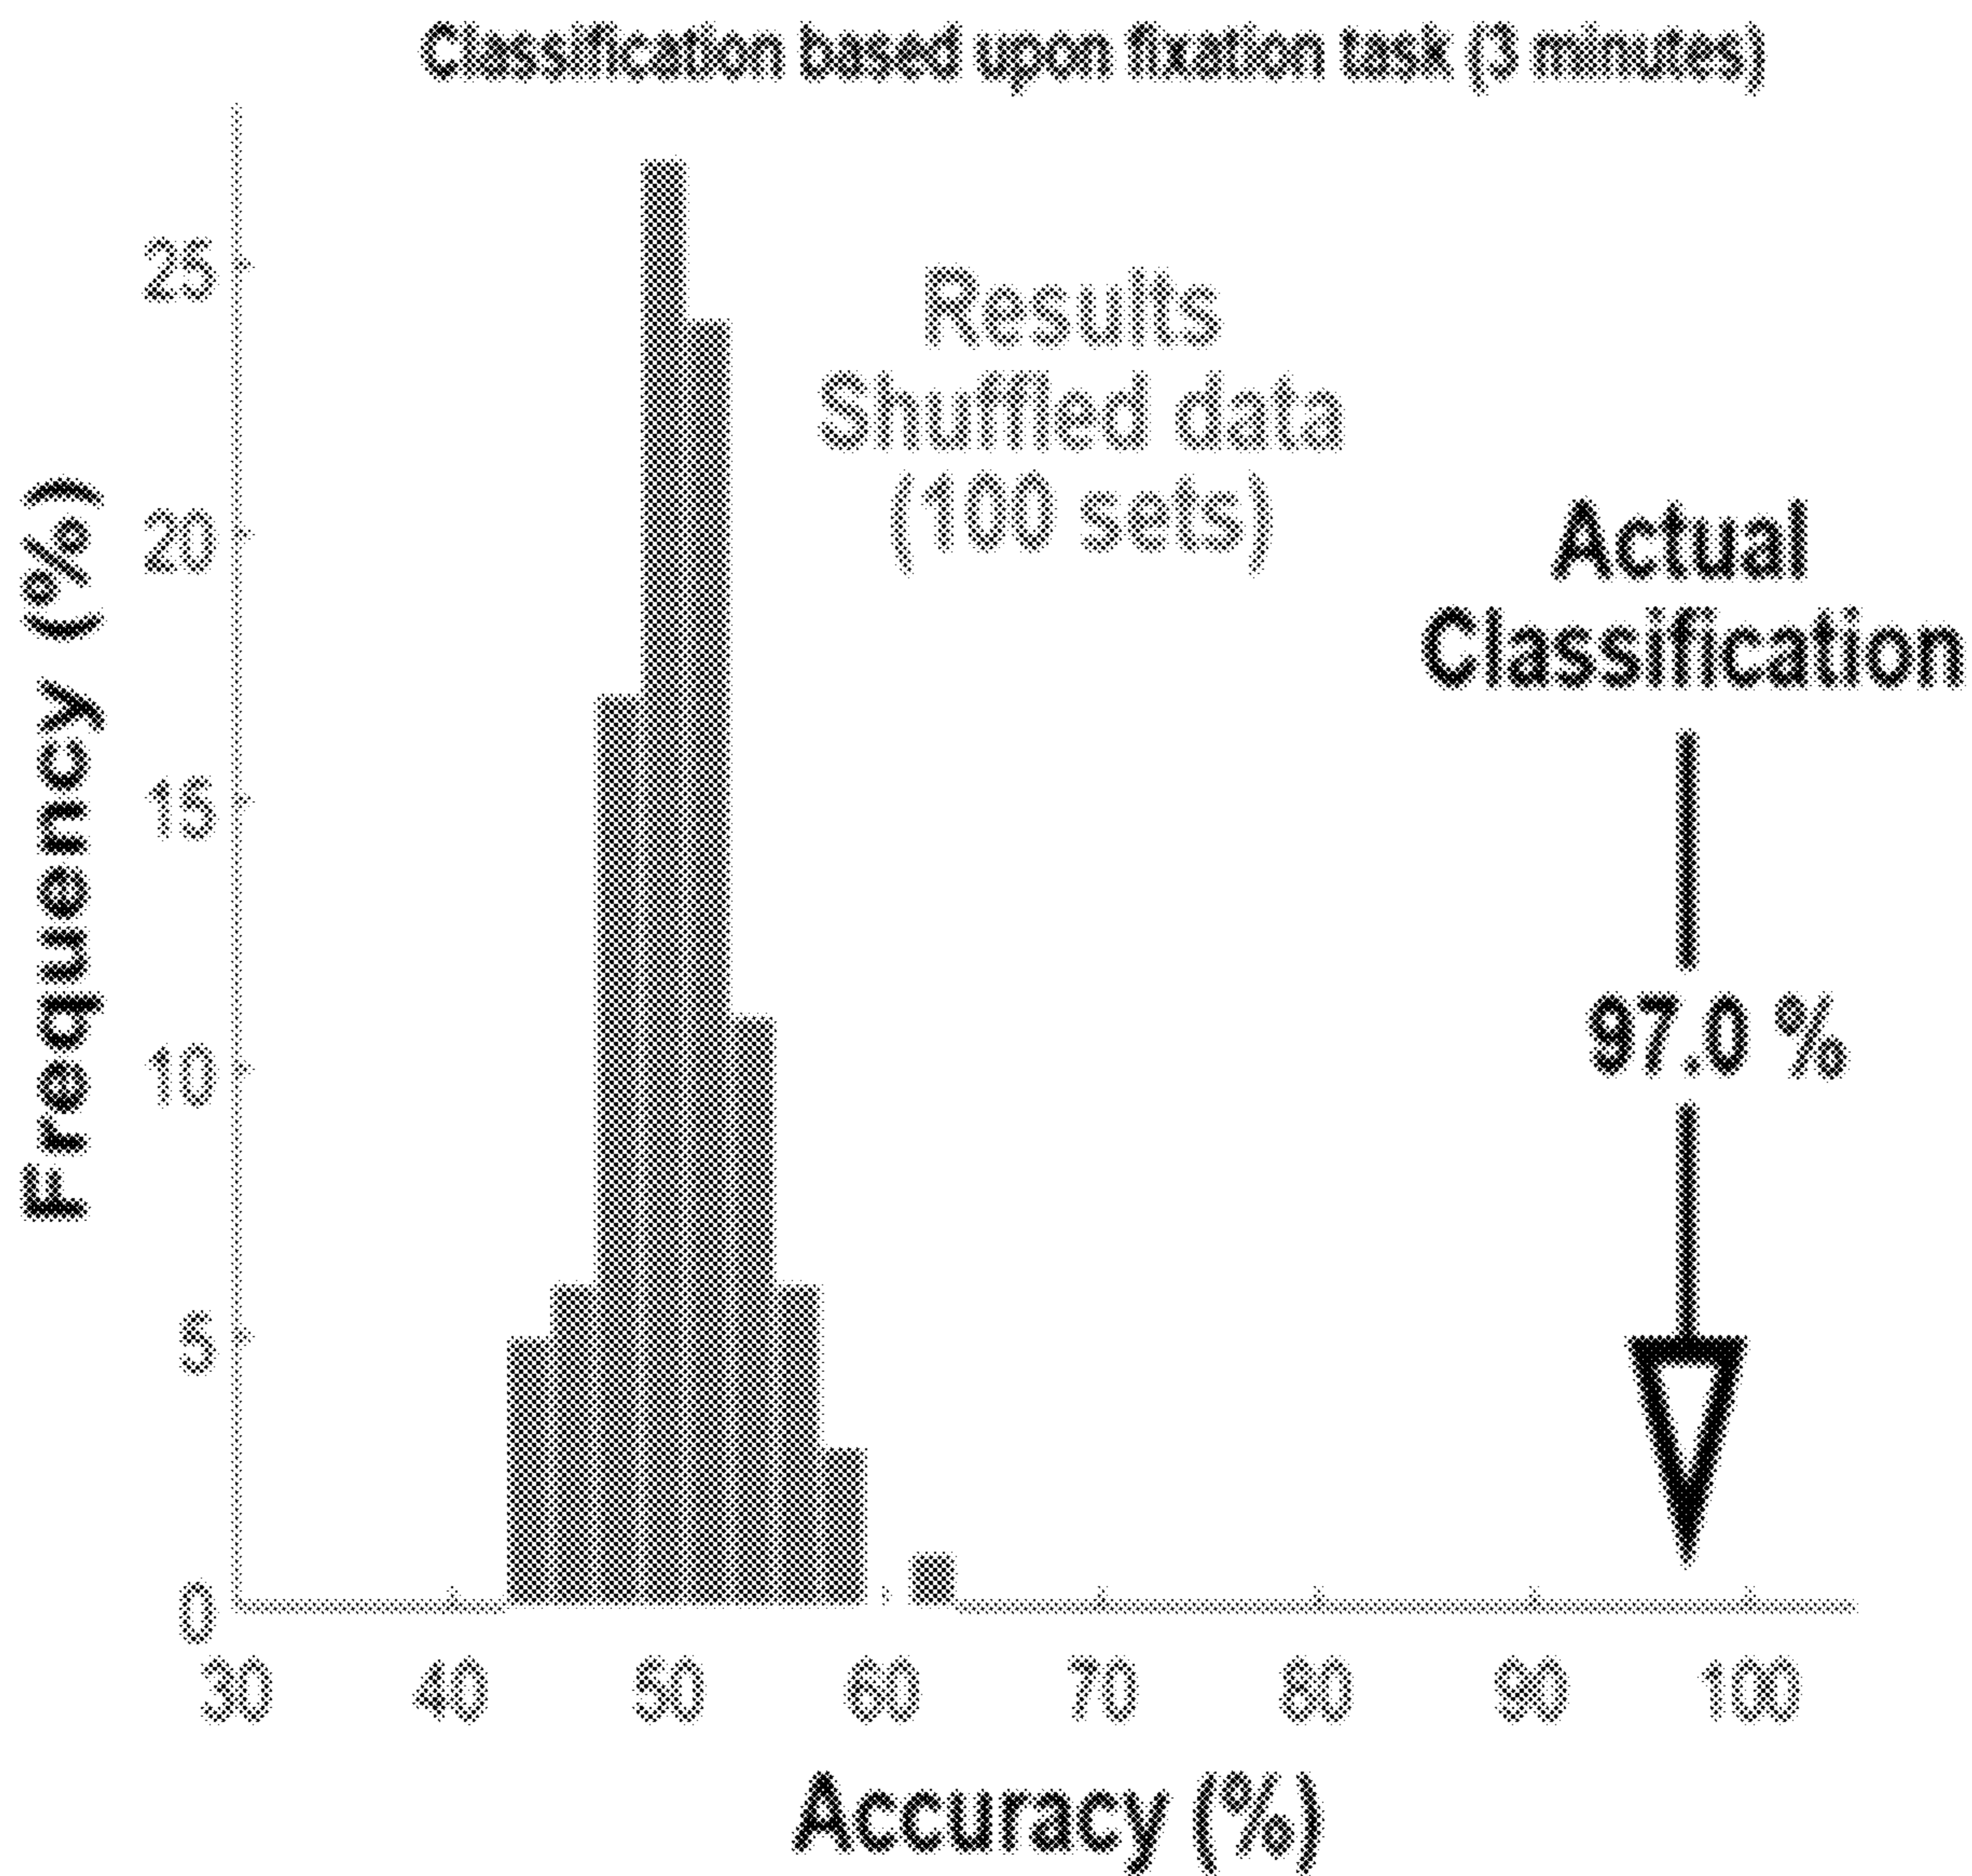 Classification based upon fixation task (3 minutes)
Frequency (%)
25
20
15
10
5
0
Results
Shuffled data
(100 sets)
Actual
Classification
97.0 %
30 40 50 60 70 80 90 100
Accuracy (%)